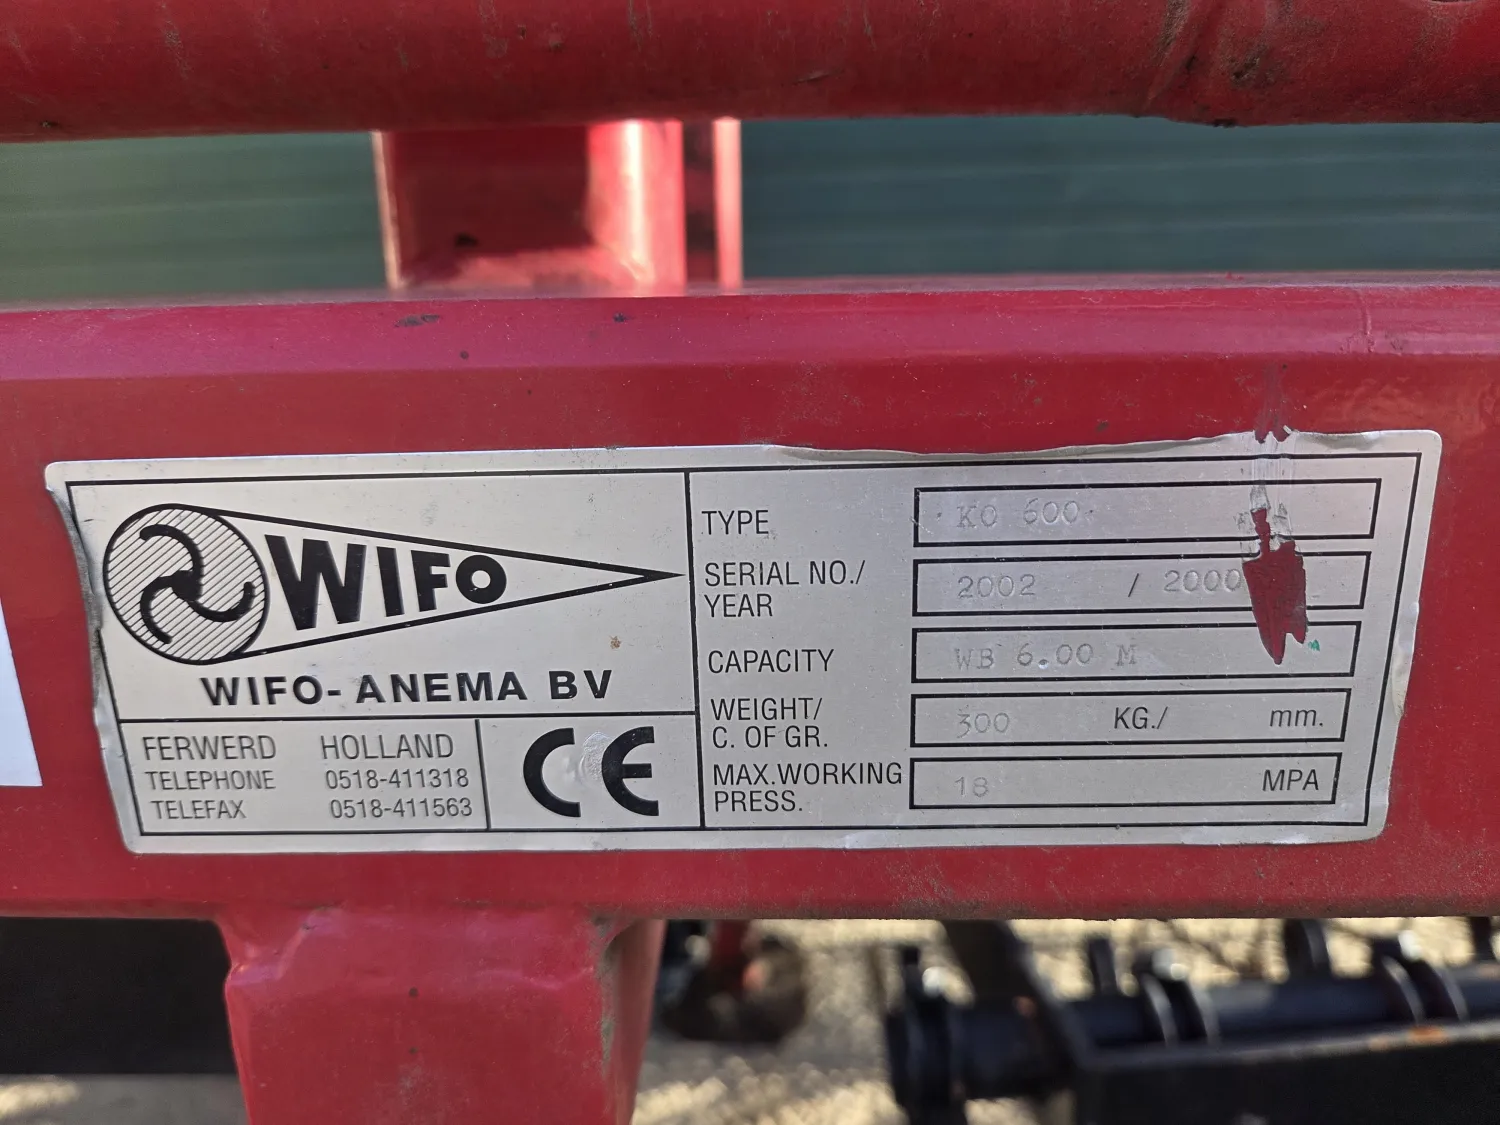 WIFO
WIFO-ANEMA BV
FERWERD HOLLAND
TELEPHONE 0518-411318
TELEFAX 0518-411563
CE
TYPE KO 600
SERIAL NO./
YEAR 2002 / 2000
CAPACITY WB 6.00 M
WEIGHT/
C. OF GR. 300 KG./ mm.
MAX.WORKING
PRESS. 18 MPA